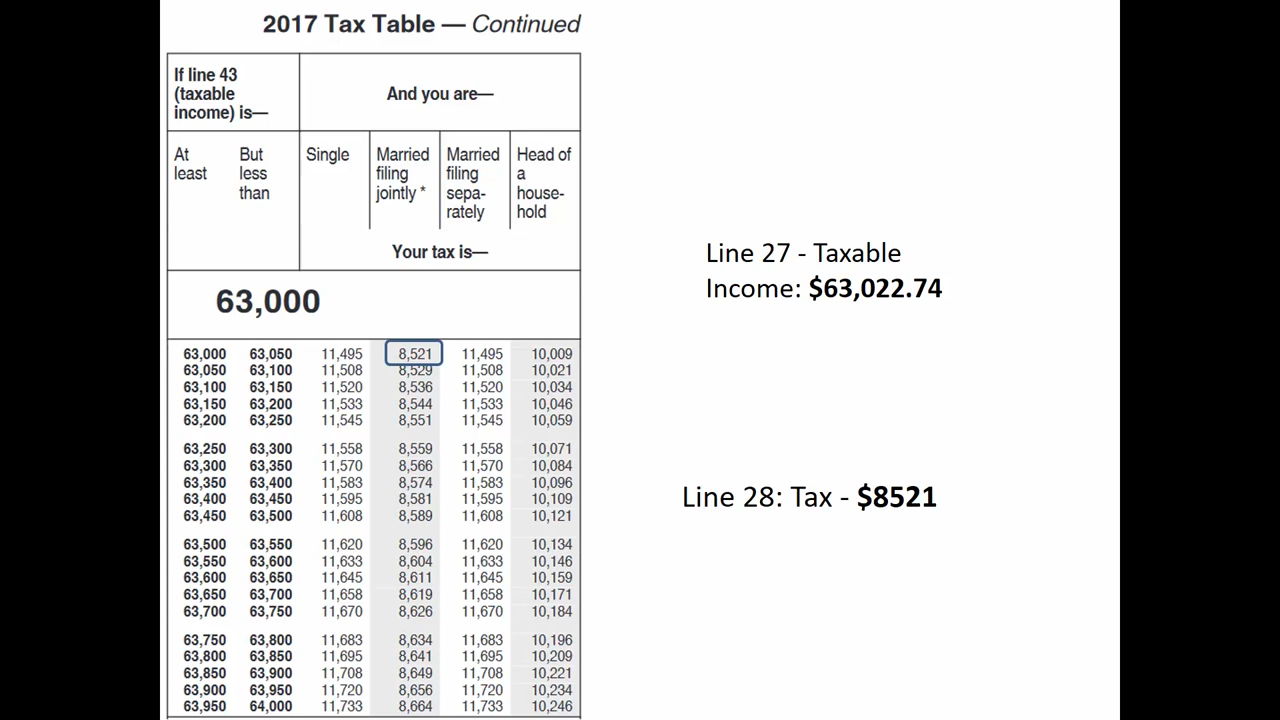 2017 Tax Table — Continued
If line 43
(taxable
income) is—
And you are—
At
least
But
less
than
Single
Married
filing
jointly *
Married
filing
sepa-
rately
Head of
a
house-
hold
Your tax is—
63,000
63,000 63,050 11,495 8,521 11,495 10,009
63,050 63,100 11,508 8,529 11,508 10,021
63,100 63,150 11,520 8,536 11,520 10,034
63,150 63,200 11,533 8,544 11,533 10,046
63,200 63,250 11,545 8,551 11,545 10,059
63,250 63,300 11,558 8,559 11,558 10,071
63,300 63,350 11,570 8,566 11,570 10,084
63,350 63,400 11,583 8,574 11,583 10,096
63,400 63,450 11,595 8,581 11,595 10,109
63,450 63,500 11,608 8,589 11,608 10,121
63,500 63,550 11,620 8,596 11,620 10,134
63,550 63,600 11,633 8,604 11,633 10,146
63,600 63,650 11,645 8,611 11,645 10,159
63,650 63,700 11,658 8,619 11,658 10,171
63,700 63,750 11,670 8,626 11,670 10,184
63,750 63,800 11,683 8,634 11,683 10,196
63,800 63,850 11,695 8,641 11,695 10,209
63,850 63,900 11,708 8,649 11,708 10,221
63,900 63,950 11,720 8,656 11,720 10,234
63,950 64,000 11,733 8,664 11,733 10,246
Line 27 - Taxable
Income: $63,022.74
Line 28: Tax - $8521